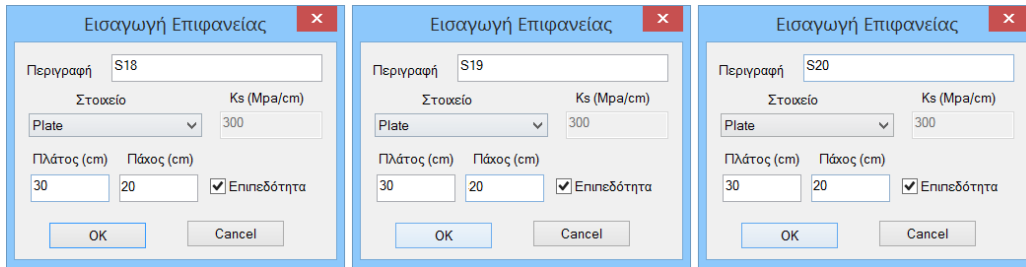 Εισαγωγή Επιφανείας
Περιγραφή S18
Στοιχείο Ks (Mpa/cm)
Plate 300
Πλάτος (cm) Πάχος (cm)
30 20 Επιπεδότητα
OK Cancel
Εισαγωγή Επιφανείας
Περιγραφή S19
Στοιχείο Ks (Mpa/cm)
Plate 300
Πλάτος (cm) Πάχος (cm)
30 20 Επιπεδότητα
OK Cancel
Εισαγωγή Επιφανείας
Περιγραφή S20
Στοιχείο Ks (Mpa/cm)
Plate 300
Πλάτος (cm) Πάχος (cm)
30 20 Επιπεδότητα
OK Cancel